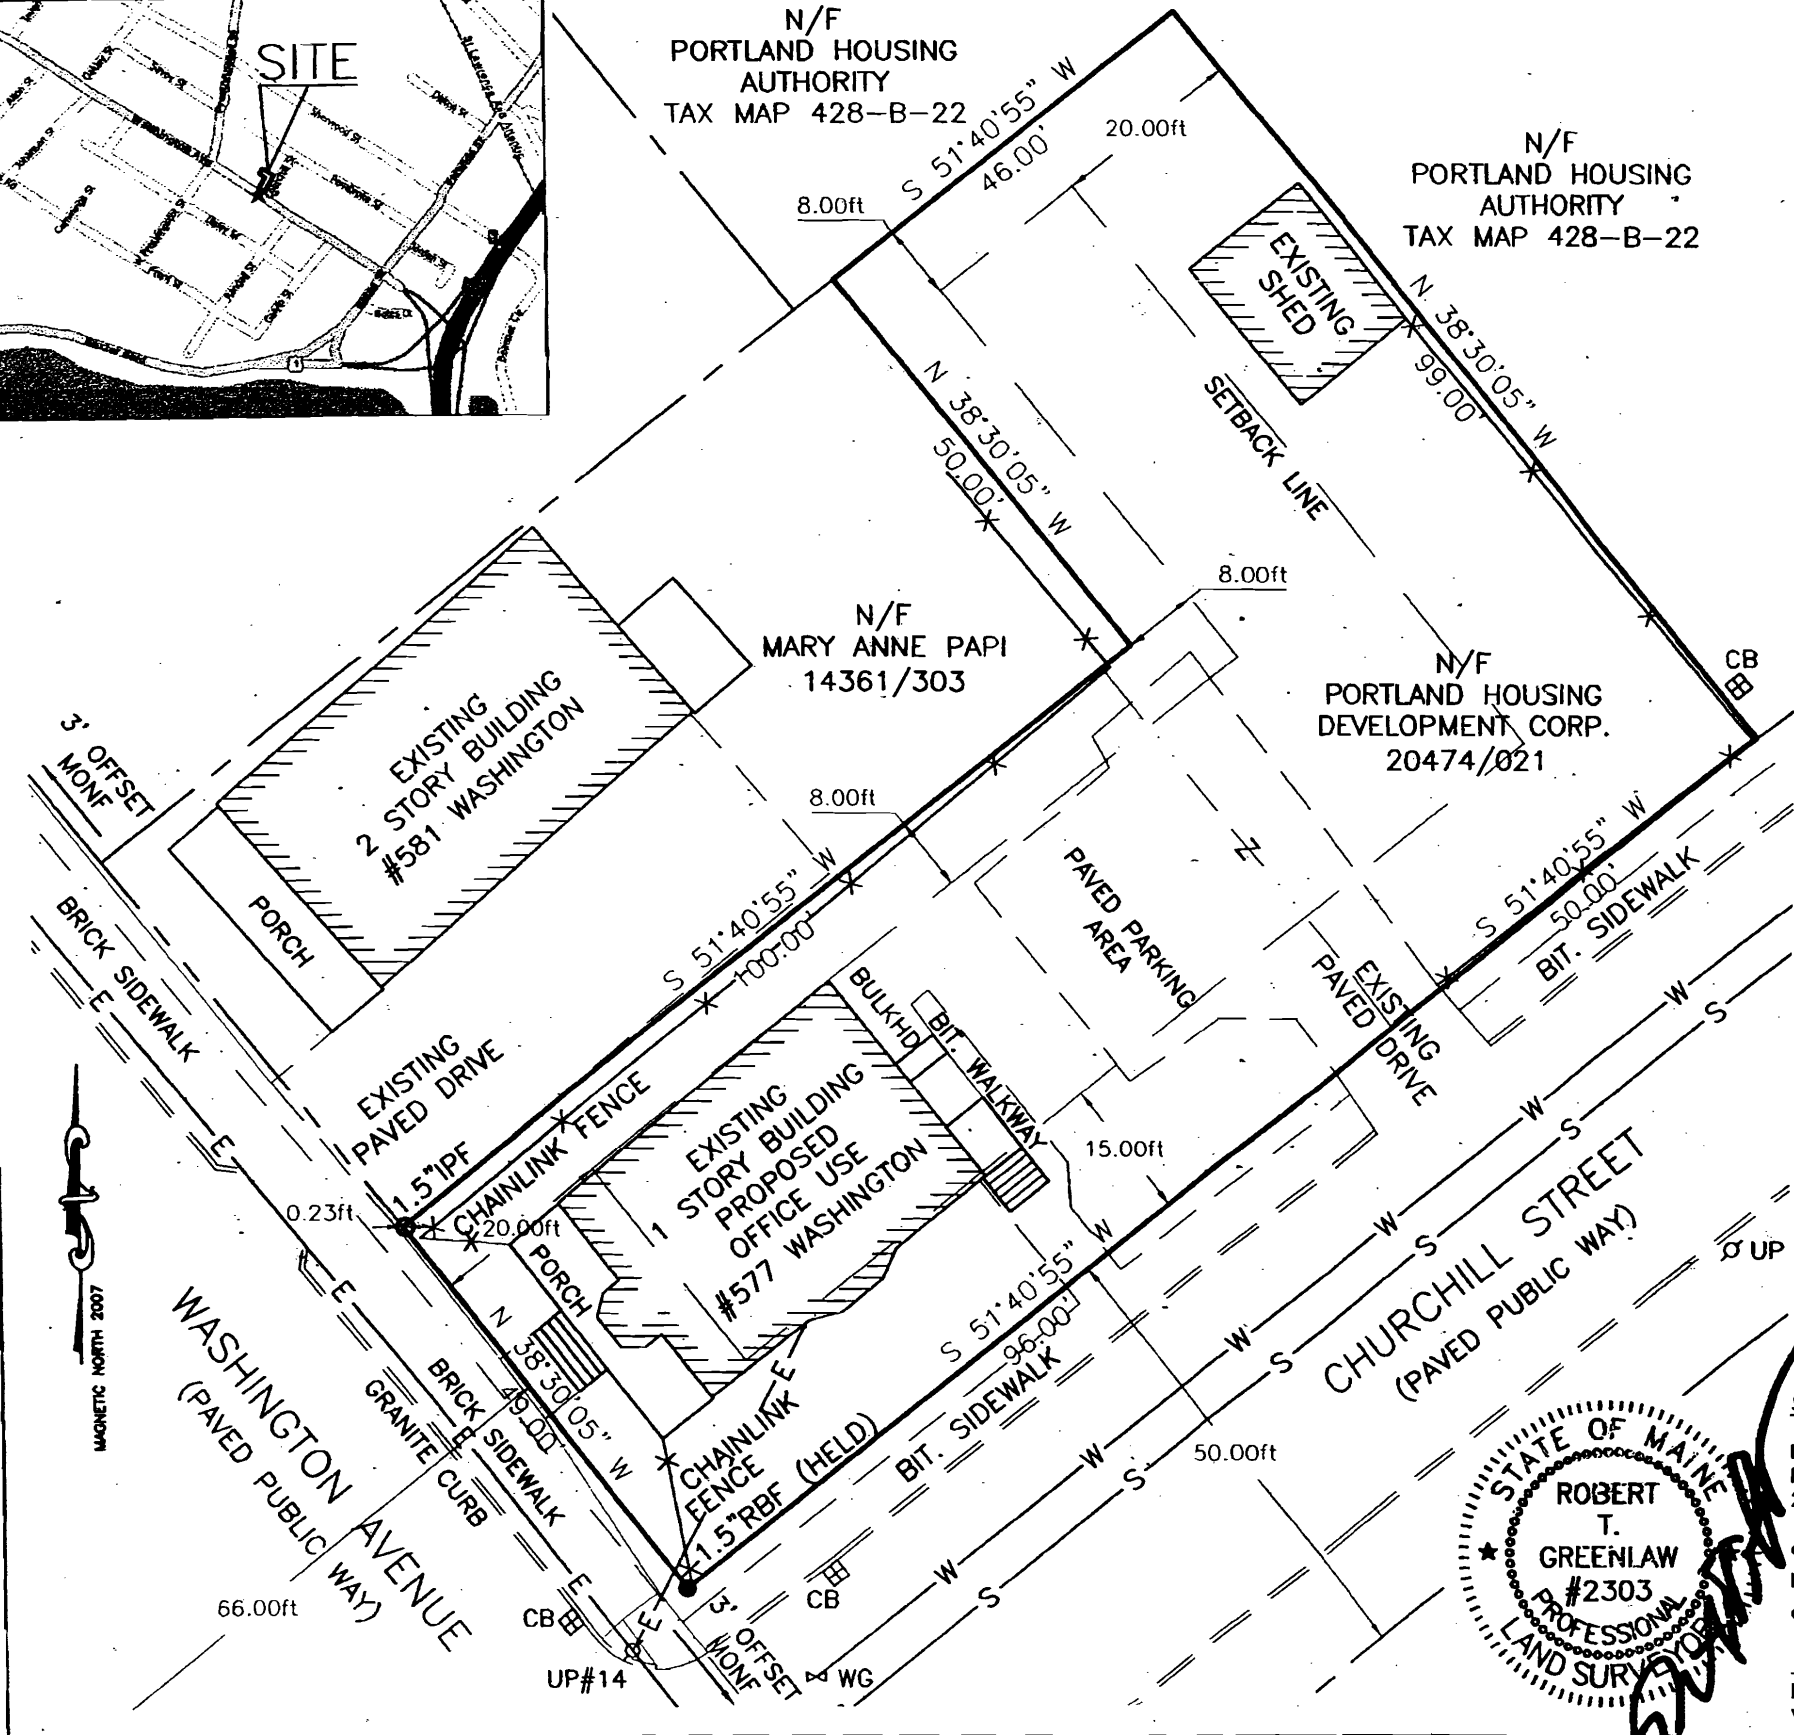 SITE
Washington Ave
Sherwood St
N/F
PORTLAND HOUSING
AUTHORITY
TAX MAP 428-B-22
S 51°40'55" W
46.00'
20.00ft
8.00ft
N/F
PORTLAND HOUSING
AUTHORITY
TAX MAP 428-B-22
EXISTING
SHED
N 38°30'05" W
99.00'
N 38°30'05" W
50.00'
SETBACK LINE
8.00ft
N/F
MARY ANNE PAPI
14361/303
N/F
PORTLAND HOUSING
DEVELOPMENT CORP.
20474/021
CB
EXISTING
2 STORY BUILDING
#581 WASHINGTON
3' OFFSET
MONF
PORCH
BRICK SIDEWALK
8.00ft
S 51°40'55" W
100.00'
PAVED PARKING
AREA
Z
S 51°40'55" W
50.00'
BIT. SIDEWALK
EXISTING
PAVED DRIVE
EXISTING
PAVED DRIVE
BULKHD
BIT. WALKWAY
EXISTING
1 STORY BUILDING
PROPOSED
OFFICE USE
#577 WASHINGTON
CHAINLINK FENCE
1.5"IPF
0.23ft
20.00ft
PORCH
15.00ft
MAGNETIC NORTH 2007
N 38°30'05" W
49.00'
S 51°40'55" W
96.00'
CHURCHILL STREET
(PAVED PUBLIC WAY)
UP
WASHINGTON AVENUE
(PAVED PUBLIC WAY)
GRANITE CURB
BRICK SIDEWALK
CHAINLINK
FENCE
1.5"RBF (HELD)
BIT. SIDEWALK
50.00ft
66.00ft
CB
CB
UP#14
3' OFFSET
MONF
WG
E
E
E
E
E
E
E
W
W
W
W
W
W
S
S
S
S
S
S
STATE OF MAINE
ROBERT
T.
GREENLAW
#2303
PROFESSIONAL
LAND SURVEYOR